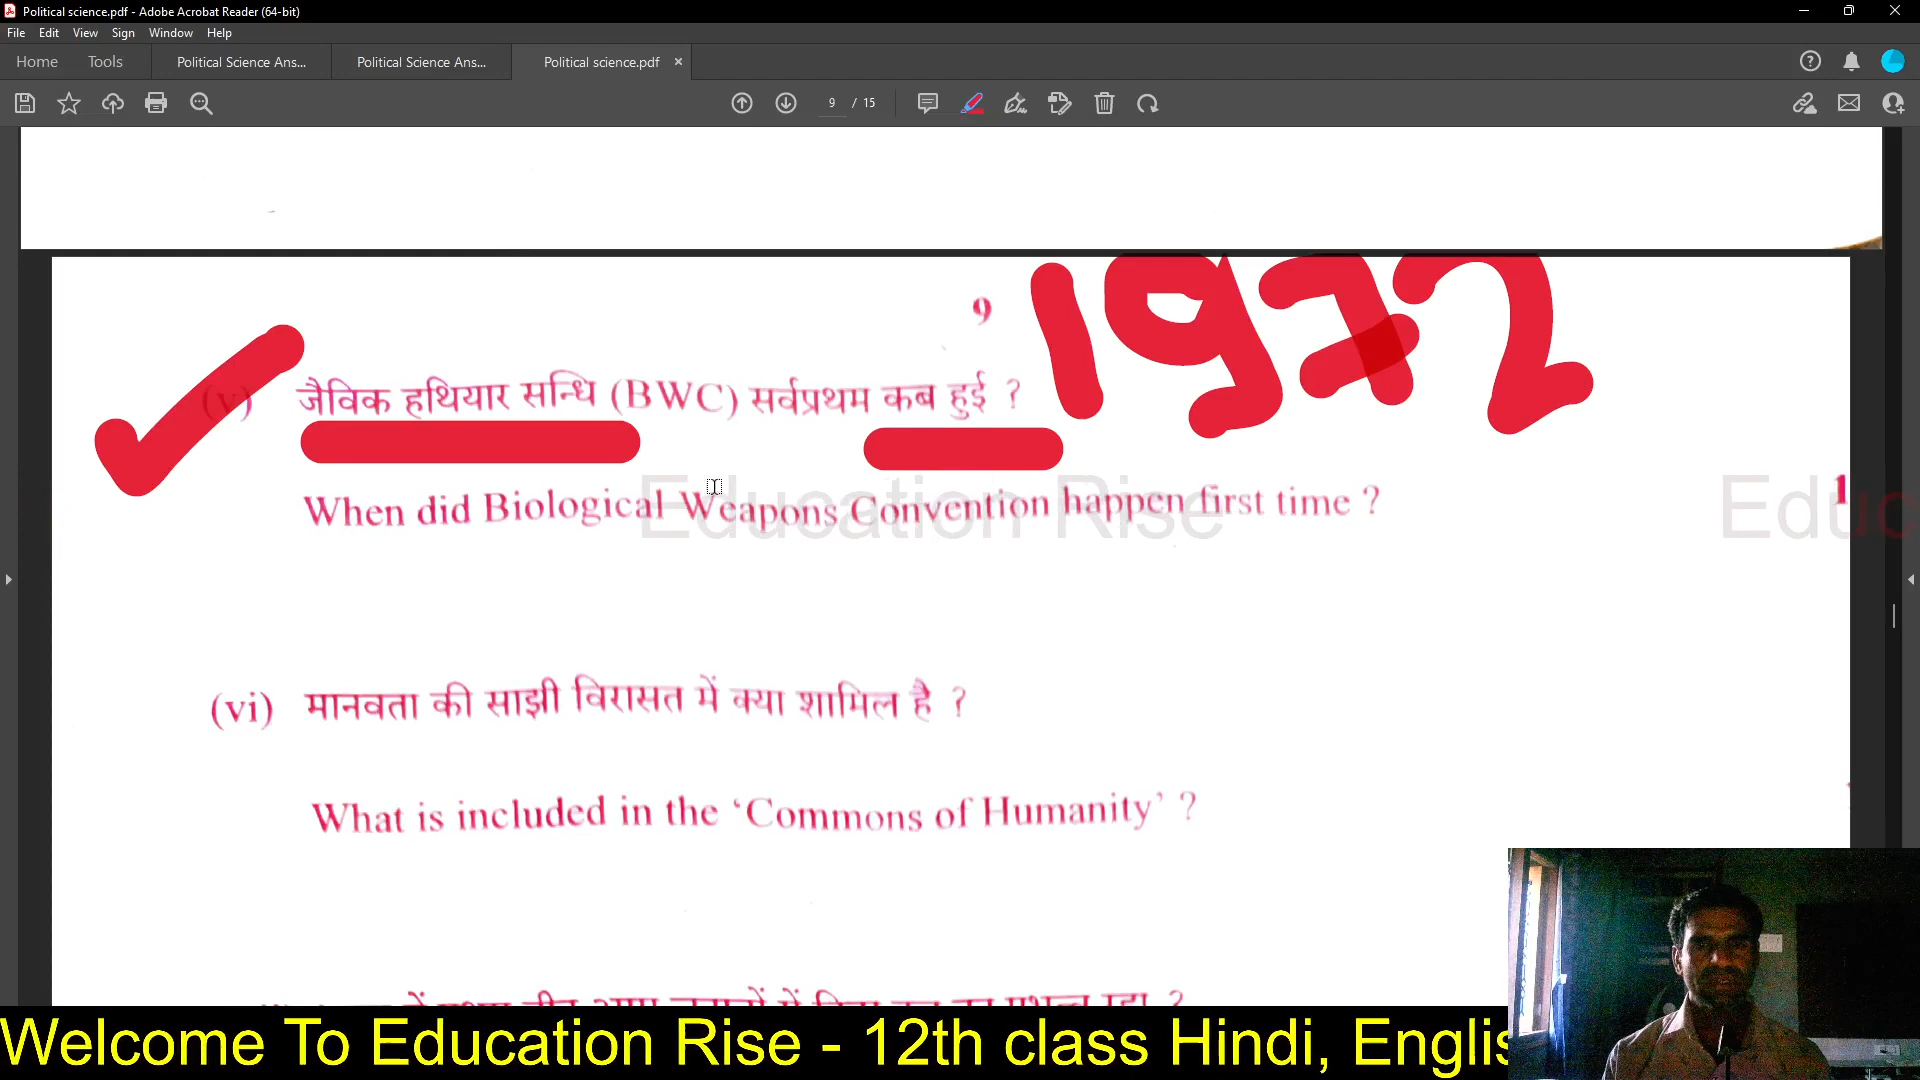 Political science.pdf - Adobe Acrobat Reader (64-bit)
File Edit View Sign Window Help
Home Tools Political Science Ans... Political Science Ans... Political science.pdf
9 / 15
9
1972
(v) जैविक हथियार सन्धि (BWC) सर्वप्रथम कब हुई ?
When did Biological Weapons Convention happen first time ? 1
Education Rise
Educ
(vi) मानवता की साझी विरासत में क्या शामिल है ?
What is included in the ‘Commons of Humanity’ ?
Welcome To Education Rise - 12th class Hindi, Englis